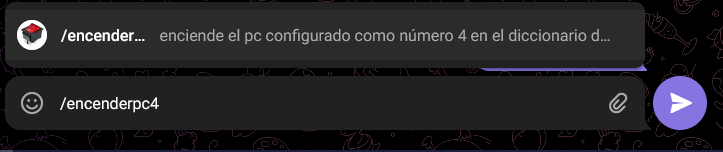 /encender... enciende el pc configurado como número 4 en el diccionario d...
/encenderpc4